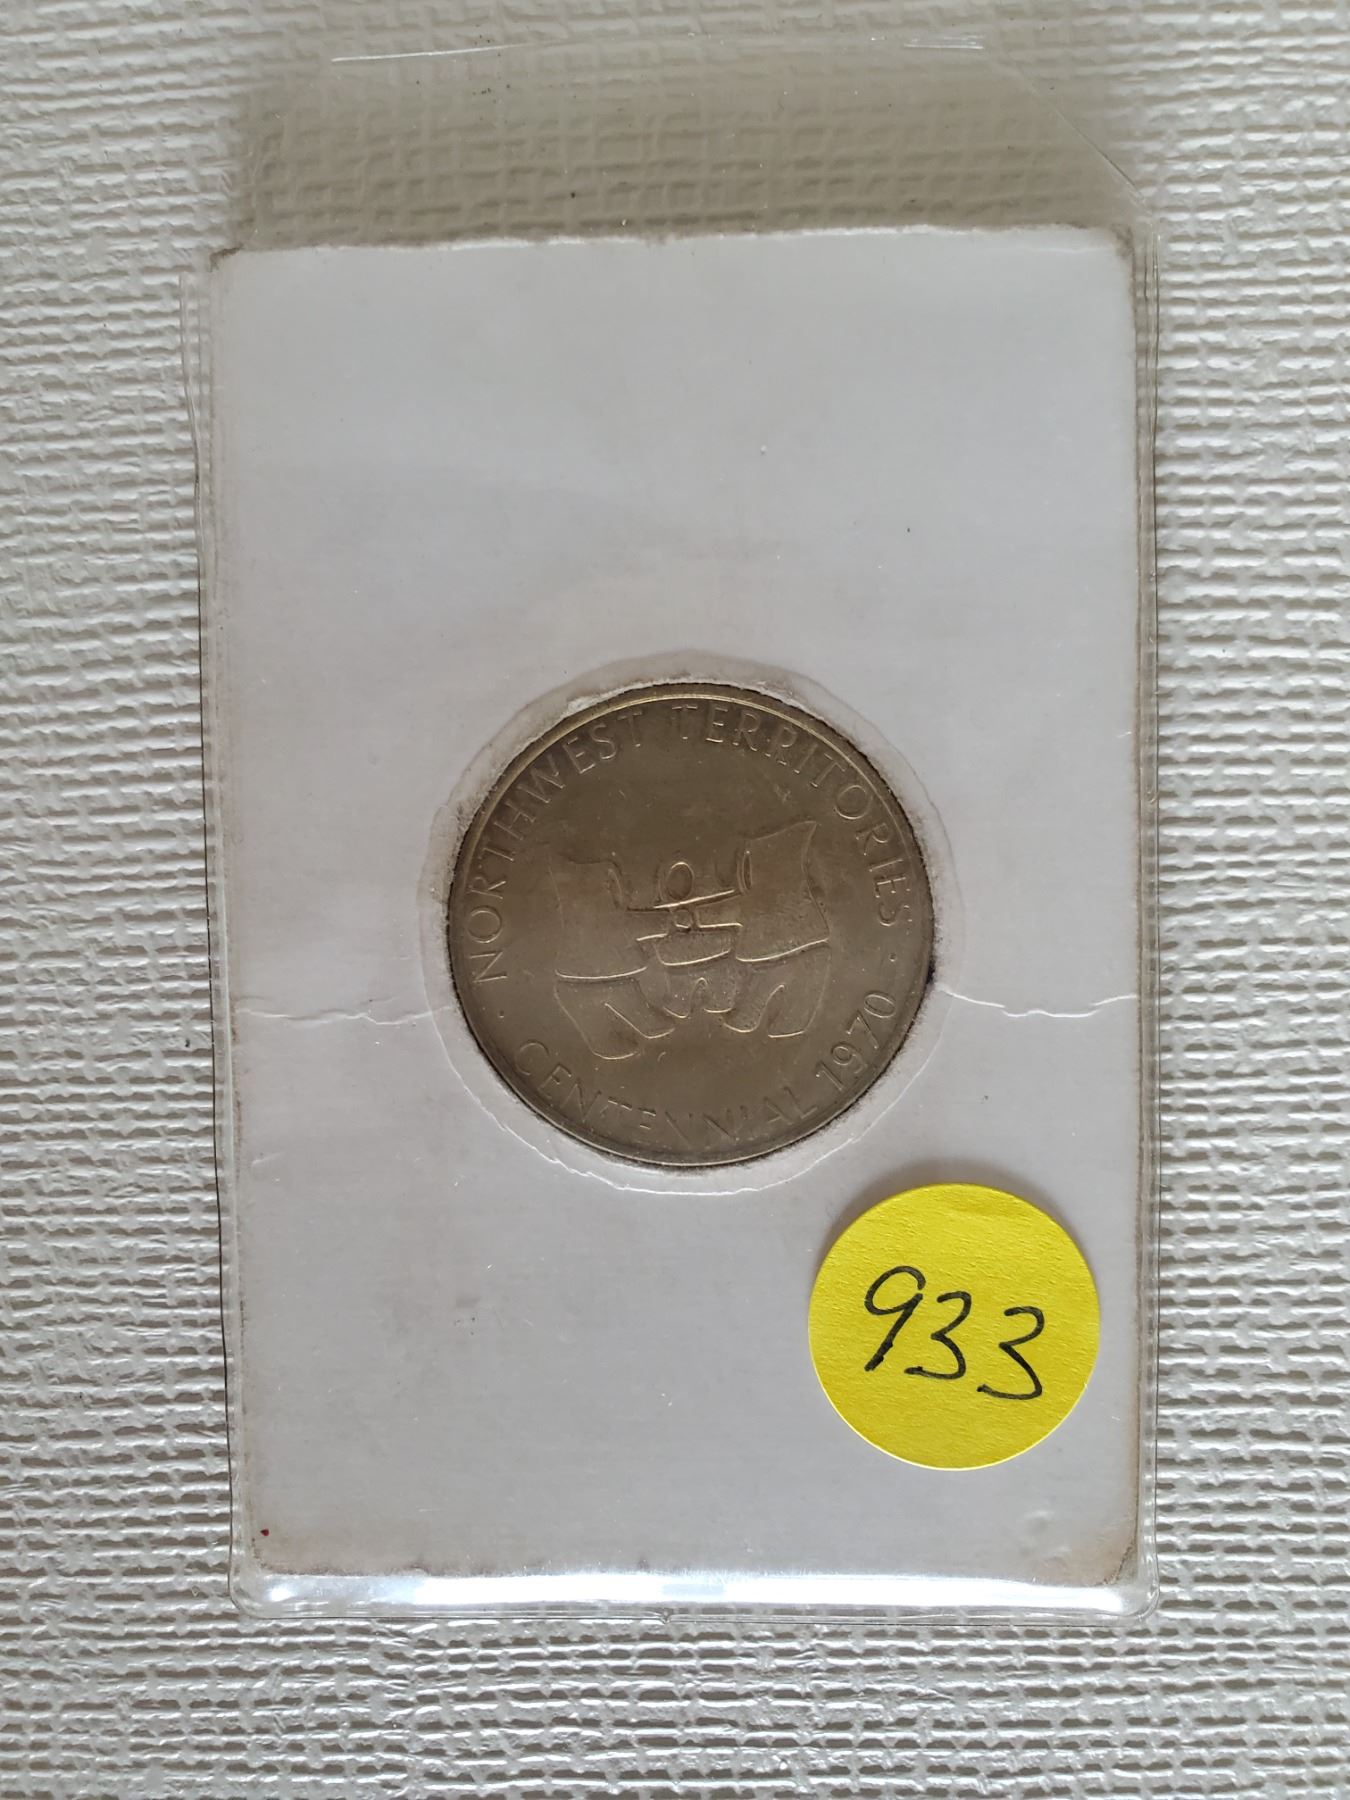 NORTHWEST TERRITORIES
· CENTENNIAL 1970 ·
933